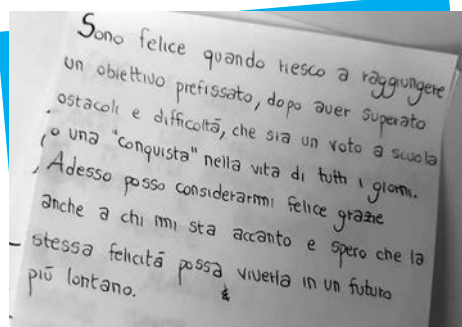 Sono felice quando riesco a raggiungere
un obiettivo prefissato, dopo aver superato
ostacoli e difficoltà, che sia un voto a scuola
o una "conquista" nella vita di tutti i giorni.
Adesso posso considerarmi felice grazie
anche a chi mi sta accanto e spero che la
stessa felicità possa viverla in un futuro
più lontano.